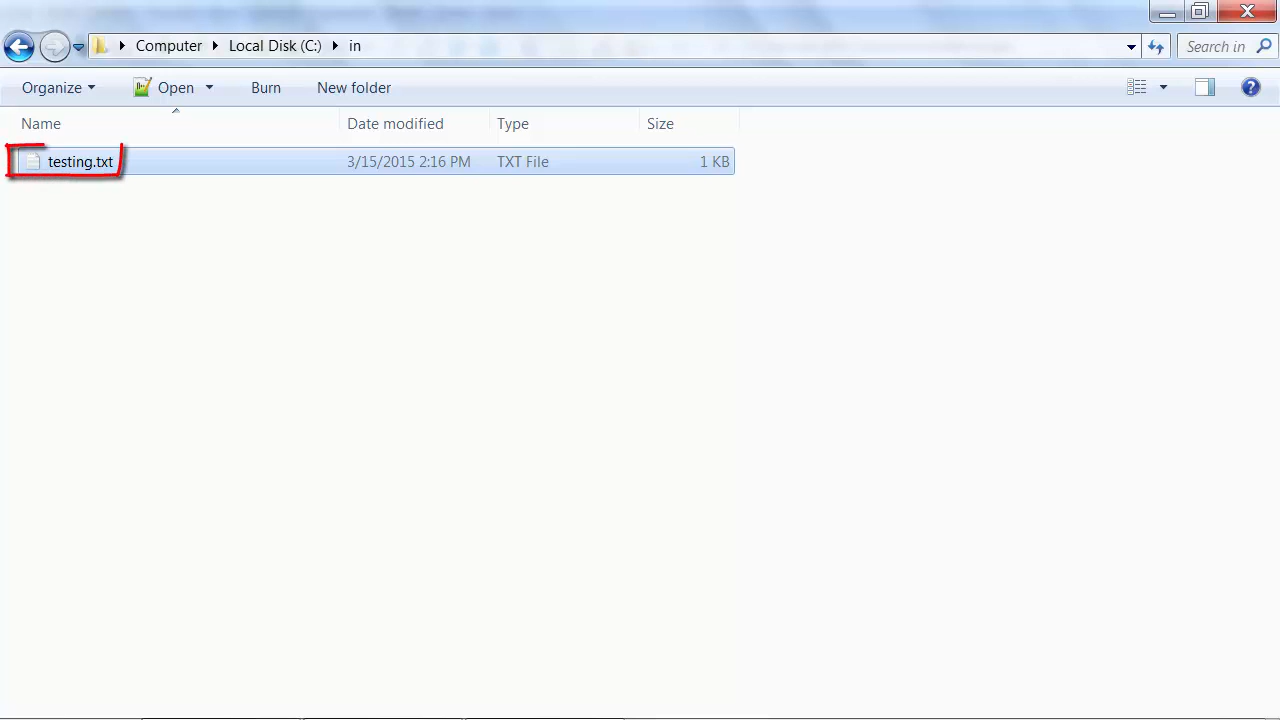 Computer Local Disk (C:) in Search in
Organize Open Burn New folder
Name Date modified Type Size
testing.txt 3/15/2015 2:16 PM TXT File 1 KB